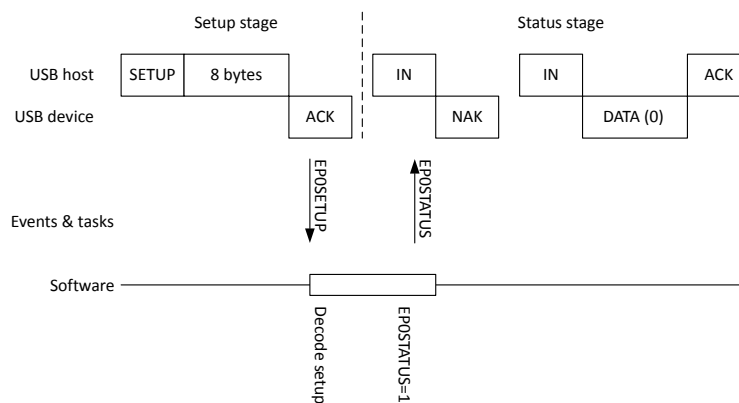 Setup stage
Status stage
USB host
SETUP
8 bytes
IN
IN
ACK
USB device
ACK
NAK
DATA (0)
EP0SETUP
EP0STATUS
Events & tasks
Software
Decode setup
EP0STATUS=1